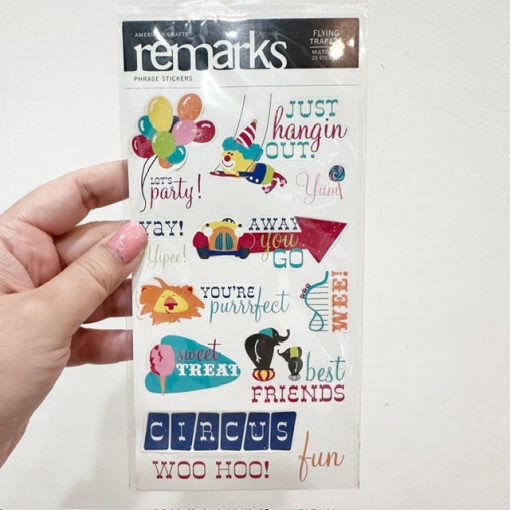 AMERICAN CRAFTS
remarks
PHRASE STICKERS
FLYING
JUST
hangin
OUT.
LET'S
party!
Yum!
YAY!
Yipee!
AWAY
you
GO
YOU'RE
purrrfect
WEE!
sweet
TREAT
best
FRIENDS
CIRCUS
WOO HOO!
fun